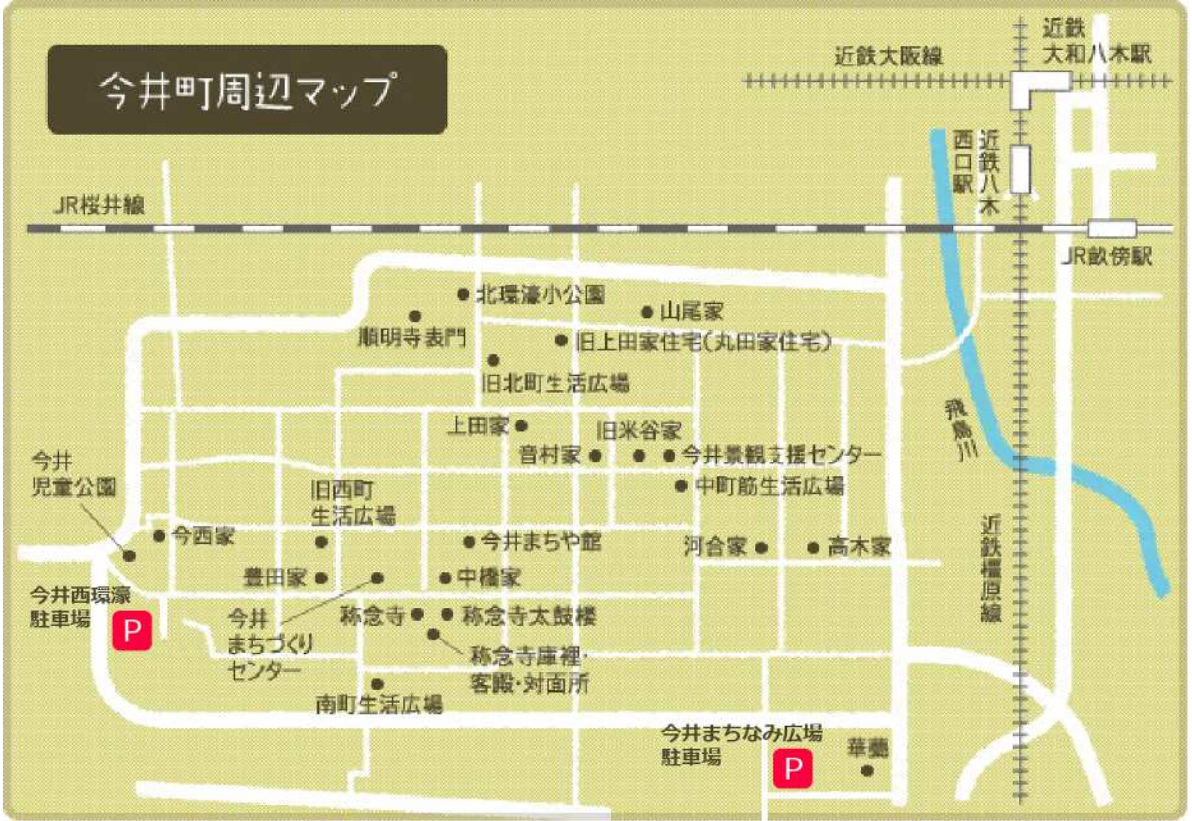 今井町周辺マップ
近鉄
大和八木駅
近鉄大阪線
近鉄八木
西口駅
JR桜井線
JR畝傍駅
北環濠小公園
山尾家
順明寺表門
旧上田家住宅(丸田家住宅)
旧北町生活広場
飛鳥川
上田家
旧米谷家
音村家
今井景観支援センター
中町筋生活広場
今井
児童公園
旧西町
生活広場
今西家
今井まちや館
河合家
高木家
近鉄橿原線
豊田家
中橋家
今井西環濠
駐車場
P
今井
まちづくり
センター
称念寺
称念寺太鼓楼
称念寺庫裡・
客殿・対面所
南町生活広場
今井まちなみ広場
駐車場
P
華甍